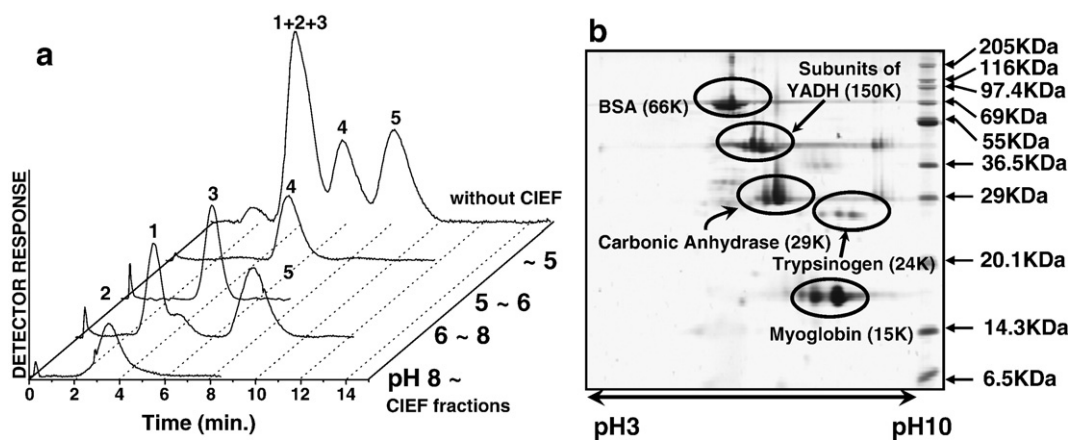 a
1+2+3
4
5
without CIEF
3
4
~ 5
1
5
5 ~ 6
2
6 ~ 8
pH 8 ~
CIEF fractions
DETECTOR RESPONSE
0 2 4 6 8 10 12 14
Time (min.)
b
Subunits of
YADH (150K)
BSA (66K)
Carbonic Anhydrase (29K)
Trypsinogen (24K)
Myoglobin (15K)
205KDa
116KDa
97.4KDa
69KDa
55KDa
36.5KDa
29KDa
20.1KDa
14.3KDa
6.5KDa
pH3
pH10